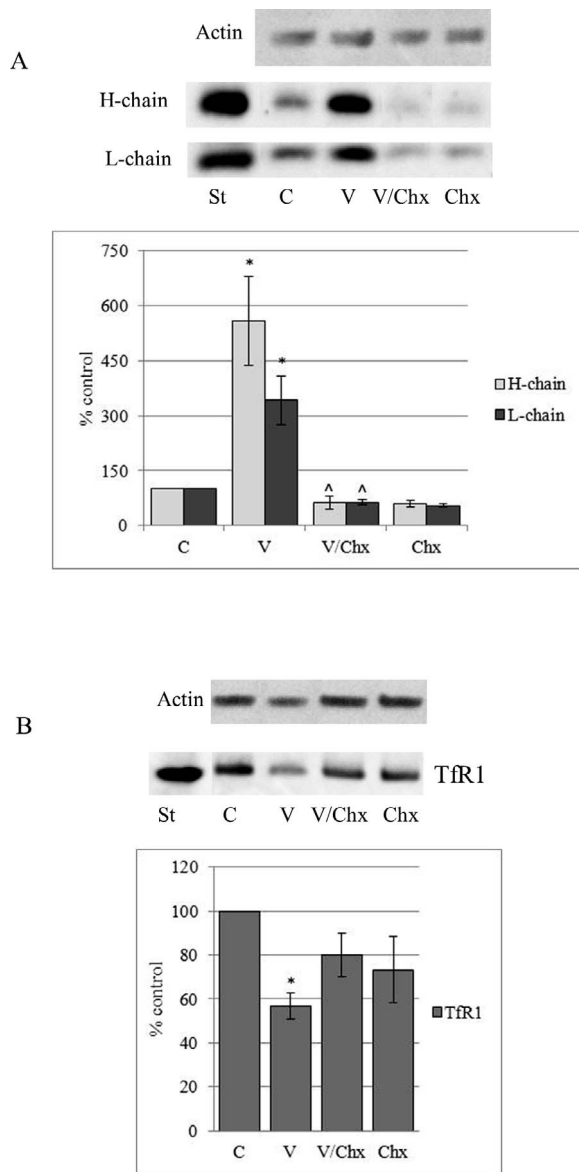 A
Actin
H-chain
L-chain
St C V V/Chx Chx
750
600
450
300
150
0
% control
* * ^ ^
C V V/Chx Chx
H-chain
L-chain
B
Actin
TfR1
St C V V/Chx Chx
120
100
80
60
40
20
0
% control
*
C V V/Chx Chx
TfR1